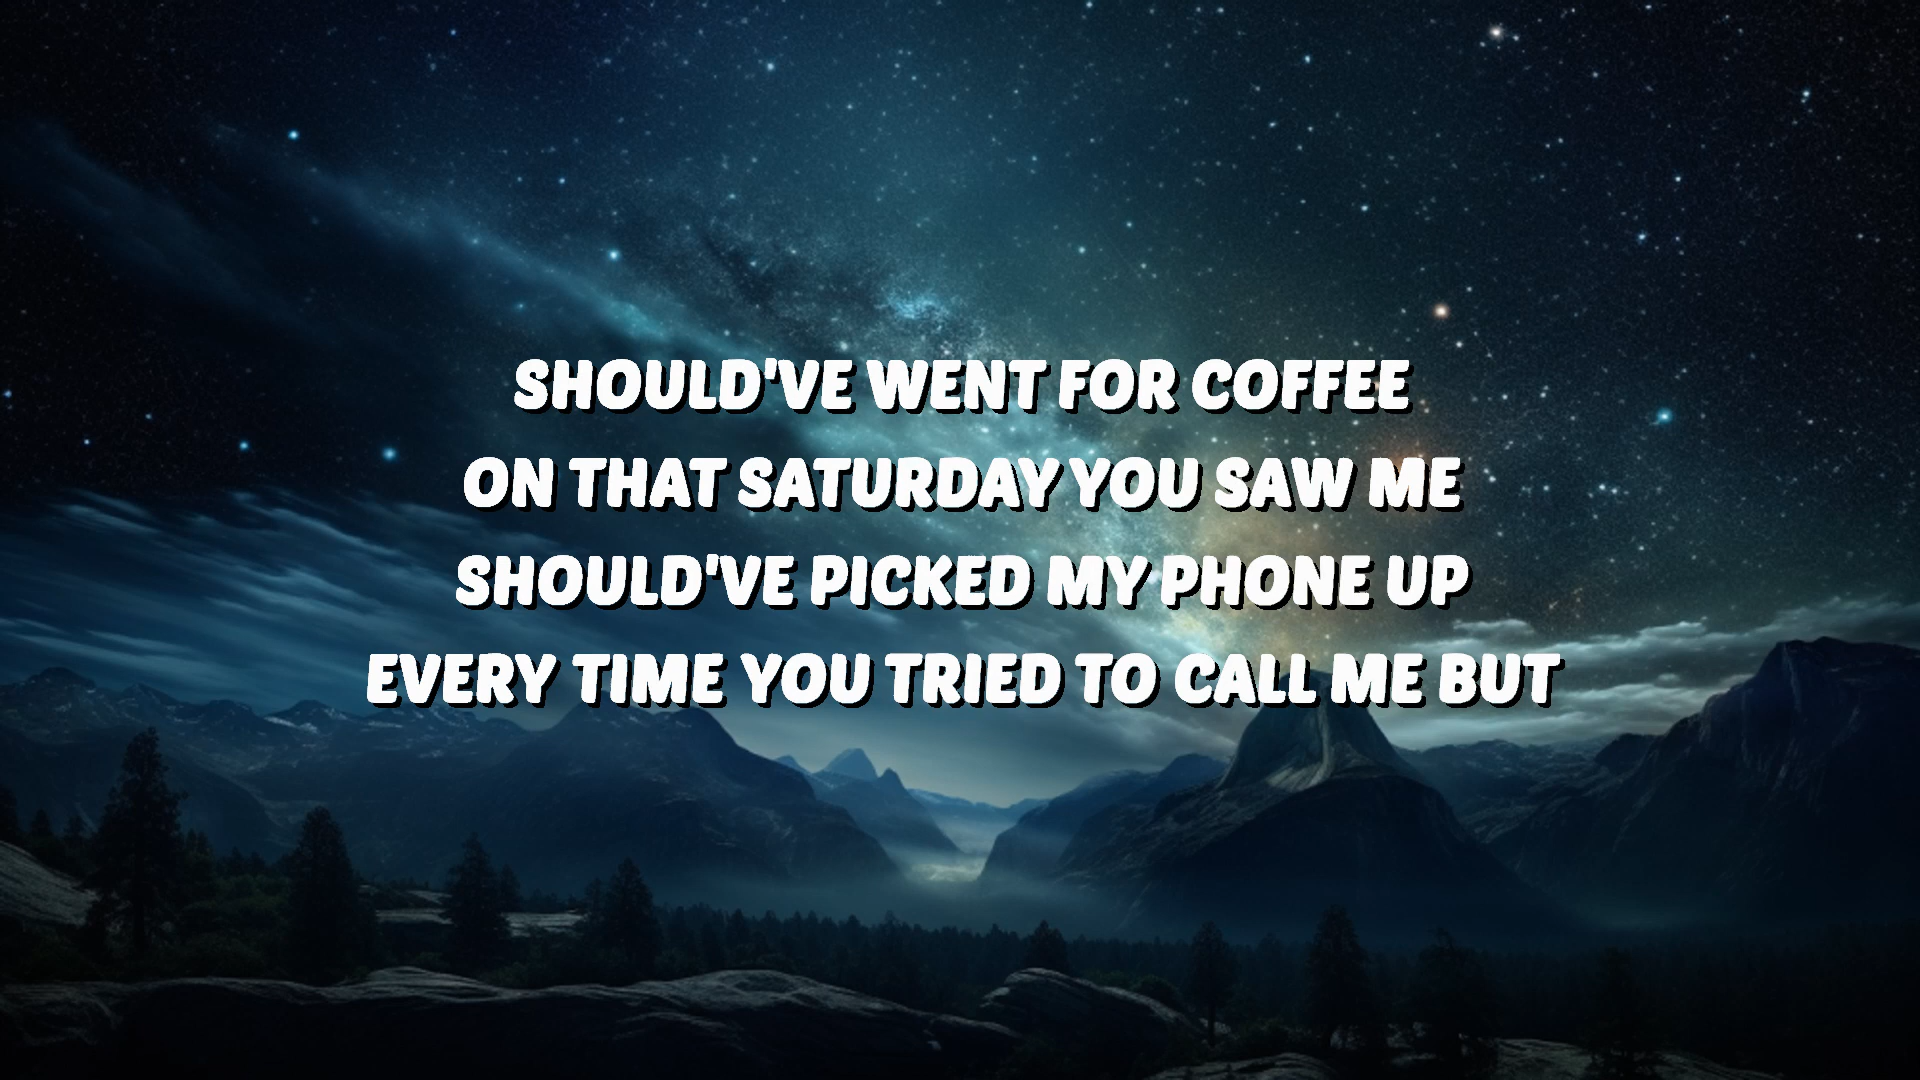 SHOULD'VE WENT FOR COFFEE
ON THAT SATURDAY YOU SAW ME
SHOULD'VE PICKED MY PHONE UP
EVERY TIME YOU TRIED TO CALL ME BUT